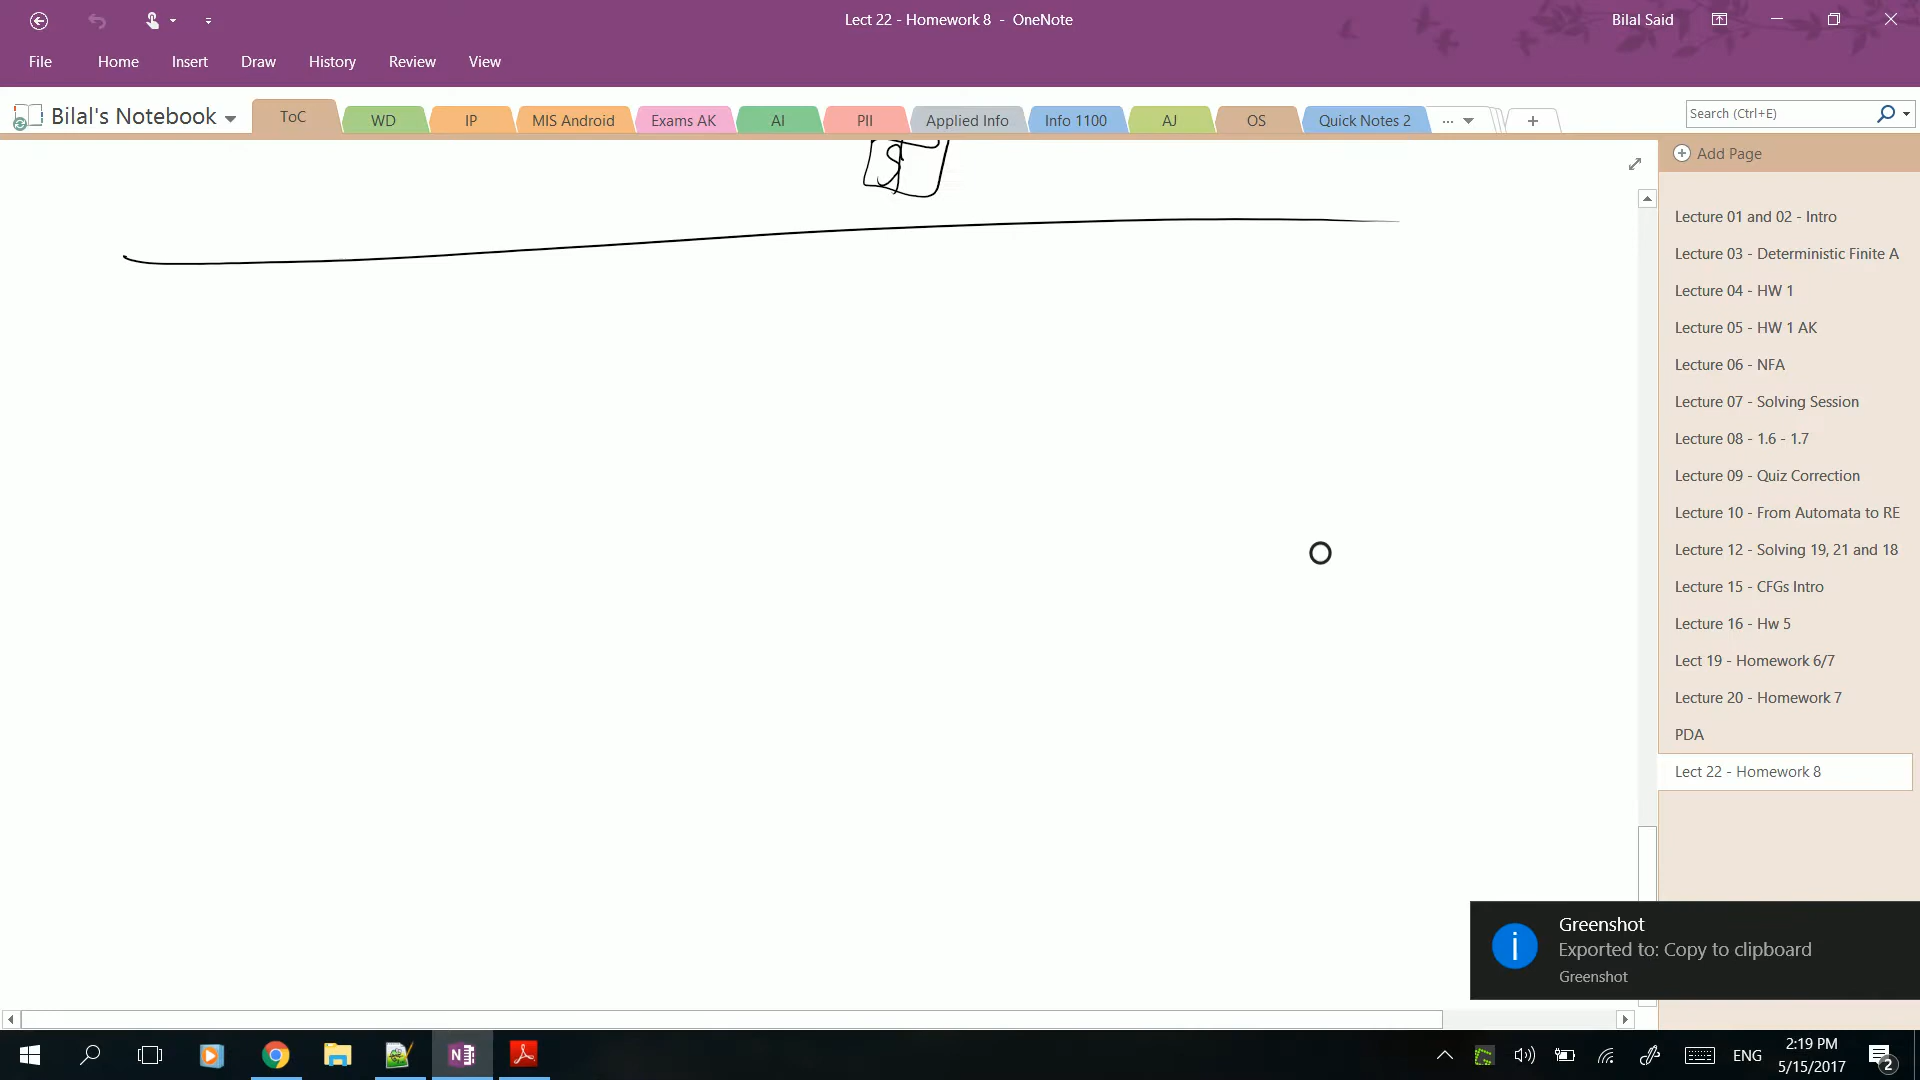 Lect 22 - Homework 8 - OneNote
Bilal Said
File Home Insert Draw History Review View
Bilal's Notebook
ToC WD IP MIS Android Exams AK AI PII Applied Info Info 1100 AJ OS Quick Notes 2 ...
Search (Ctrl+E)
Add Page
S
Lecture 01 and 02 - Intro
Lecture 03 - Deterministic Finite A
Lecture 04 - HW 1
Lecture 05 - HW 1 AK
Lecture 06 - NFA
Lecture 07 - Solving Session
Lecture 08 - 1.6 - 1.7
Lecture 09 - Quiz Correction
Lecture 10 - From Automata to RE
Lecture 12 - Solving 19, 21 and 18
Lecture 15 - CFGs Intro
Lecture 16 - Hw 5
Lect 19 - Homework 6/7
Lecture 20 - Homework 7
PDA
Lect 22 - Homework 8
Greenshot
Exported to: Copy to clipboard
Greenshot
N
ENG
2:19 PM
5/15/2017
2